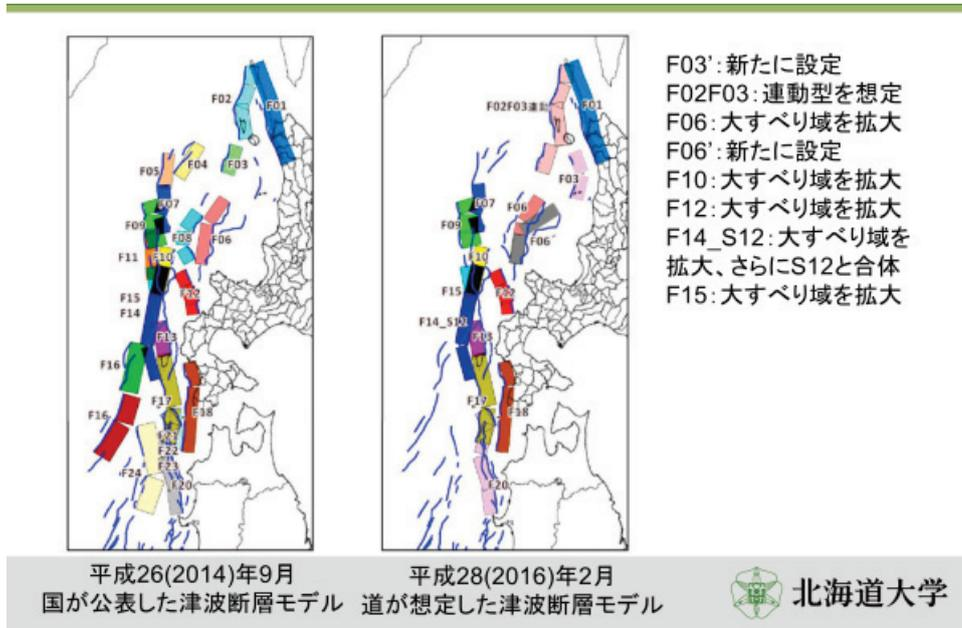 F02
F01
F04
F03
F05
F07
F09
F08
F06
F11
F10
F15
F12
F14
F13
F16
F17
F16
F18
F21
F22
F23
F24
F20
F02F03連動
F01
F03
F07
F06
F09
F06´
F10
F15
F12
F14_S12
F13
F17
F18
F20
F03’：新たに設定
F02F03：連動型を想定
F06：大すべり域を拡大
F06’：新たに設定
F10：大すべり域を拡大
F12：大すべり域を拡大
F14_S12：大すべり域を
拡大、さらにS12と合体
F15：大すべり域を拡大
平成26(2014)年9月
国が公表した津波断層モデル
平成28(2016)年2月
道が想定した津波断層モデル
北海道大学